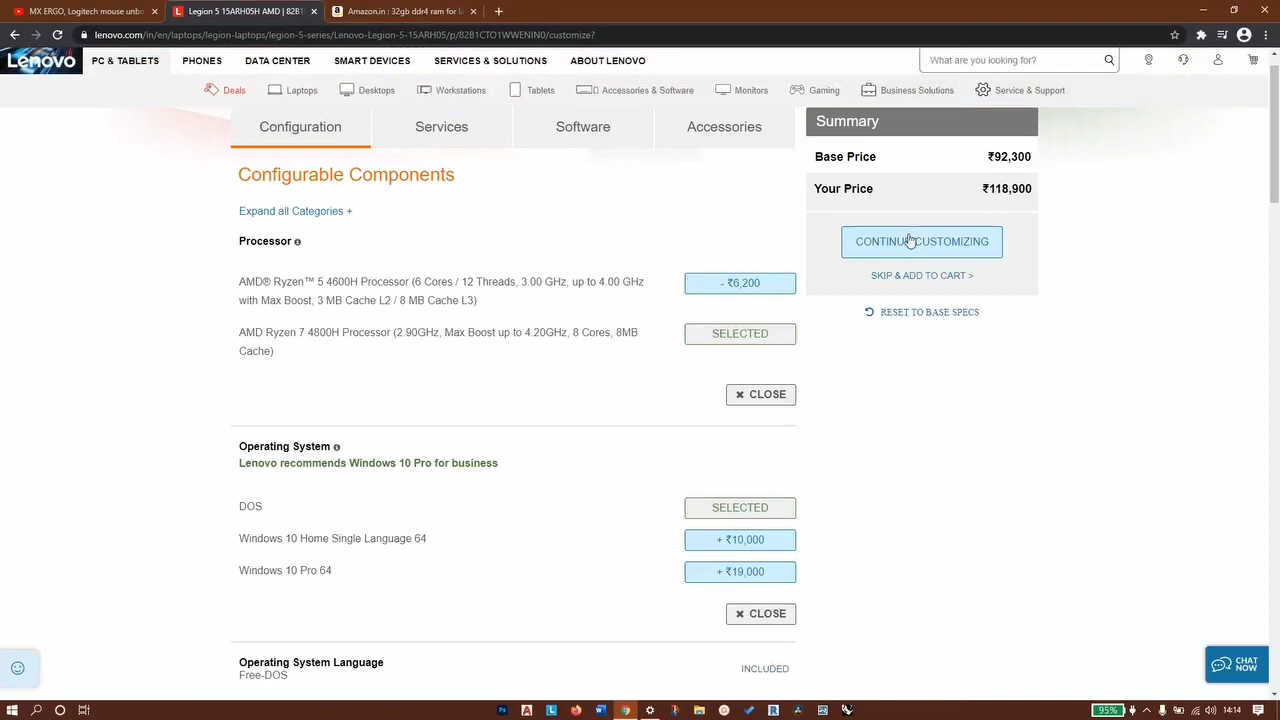 MX ERGO, Logitech mouse unb
Legion 5 15ARH05H AMD | 82B1
Amazon.in : 32gb ddr4 ram for l
lenovo.com/in/en/laptops/legion-laptops/legion-5-series/Lenovo-Legion-5-15ARH05/p/82B1CTO1WWENIN0/customize?
Lenovo
PC & TABLETS
PHONES
DATA CENTER
SMART DEVICES
SERVICES & SOLUTIONS
ABOUT LENOVO
What are you looking for?
Deals
Laptops
Desktops
Workstations
Tablets
Accessories & Software
Monitors
Gaming
Business Solutions
Service & Support
Configuration
Services
Software
Accessories
Summary
Base Price ₹92,300
Your Price ₹118,900
CONTINUE CUSTOMIZING
SKIP & ADD TO CART >
RESET TO BASE SPECS
Configurable Components
Expand all Categories +
Processor
AMD® Ryzen™ 5 4600H Processor (6 Cores / 12 Threads, 3.00 GHz, up to 4.00 GHz
with Max Boost, 3 MB Cache L2 / 8 MB Cache L3)
- ₹6,200
AMD Ryzen 7 4800H Processor (2.90GHz, Max Boost up to 4.20GHz, 8 Cores, 8MB
Cache)
SELECTED
✖ CLOSE
Operating System
Lenovo recommends Windows 10 Pro for business
DOS
SELECTED
Windows 10 Home Single Language 64
+ ₹10,000
Windows 10 Pro 64
+ ₹19,000
✖ CLOSE
Operating System Language
Free-DOS
INCLUDED
CHAT
NOW
95%
14:14